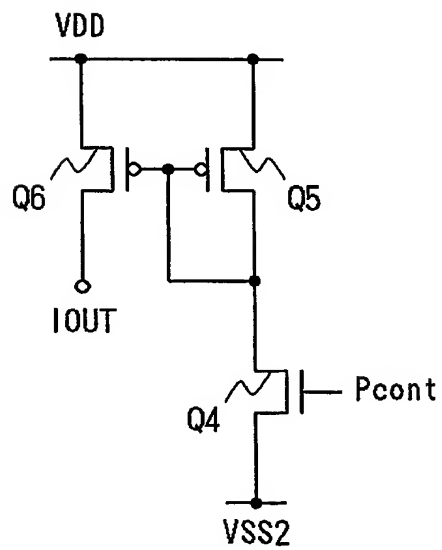 VDD
Q6
Q5
IOUT
Pcont
Q4
VSS2